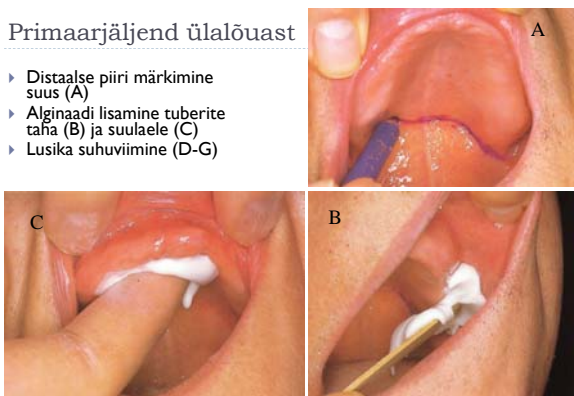 Primaarjäljend ülalõuast
Distaalse piiri märkimine
suus (A)
Alginaadi lisamine tuberite
taha (B) ja suulaele (C)
Lusika suhuviimine (D-G)
A
C
B